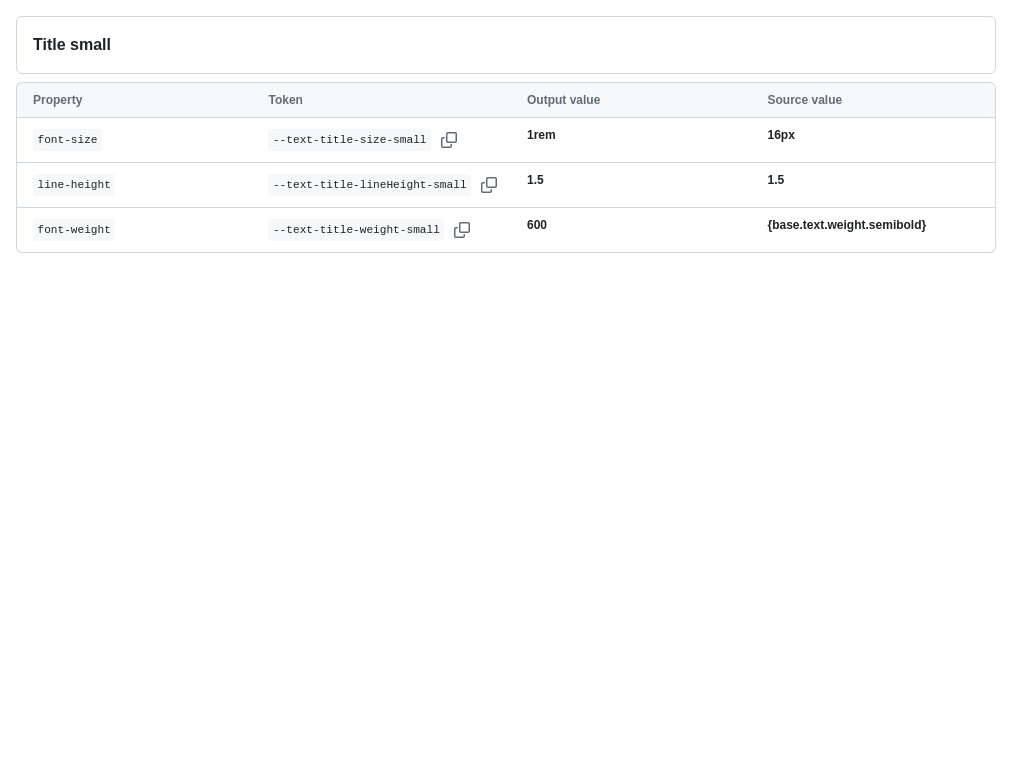 Title small
Property Token Output value Source value
font-size --text-title-size-small 1rem 16px
line-height --text-title-lineHeight-small 1.5 1.5
font-weight --text-title-weight-small 600 {base.text.weight.semibold}